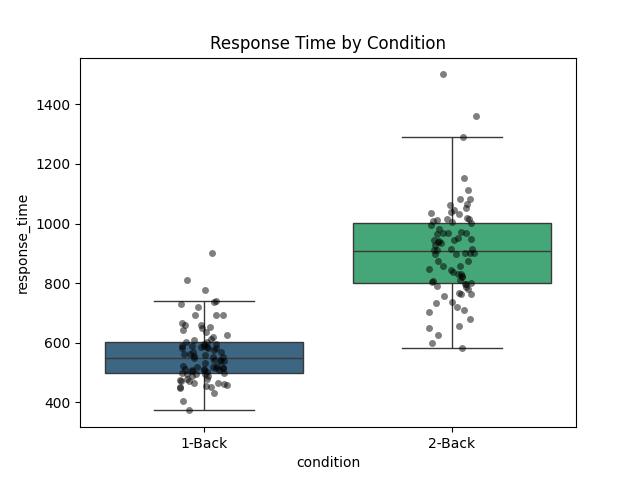 Response Time by Condition
1400
1200
1000
800
600
400
response_time
1-Back
2-Back
condition